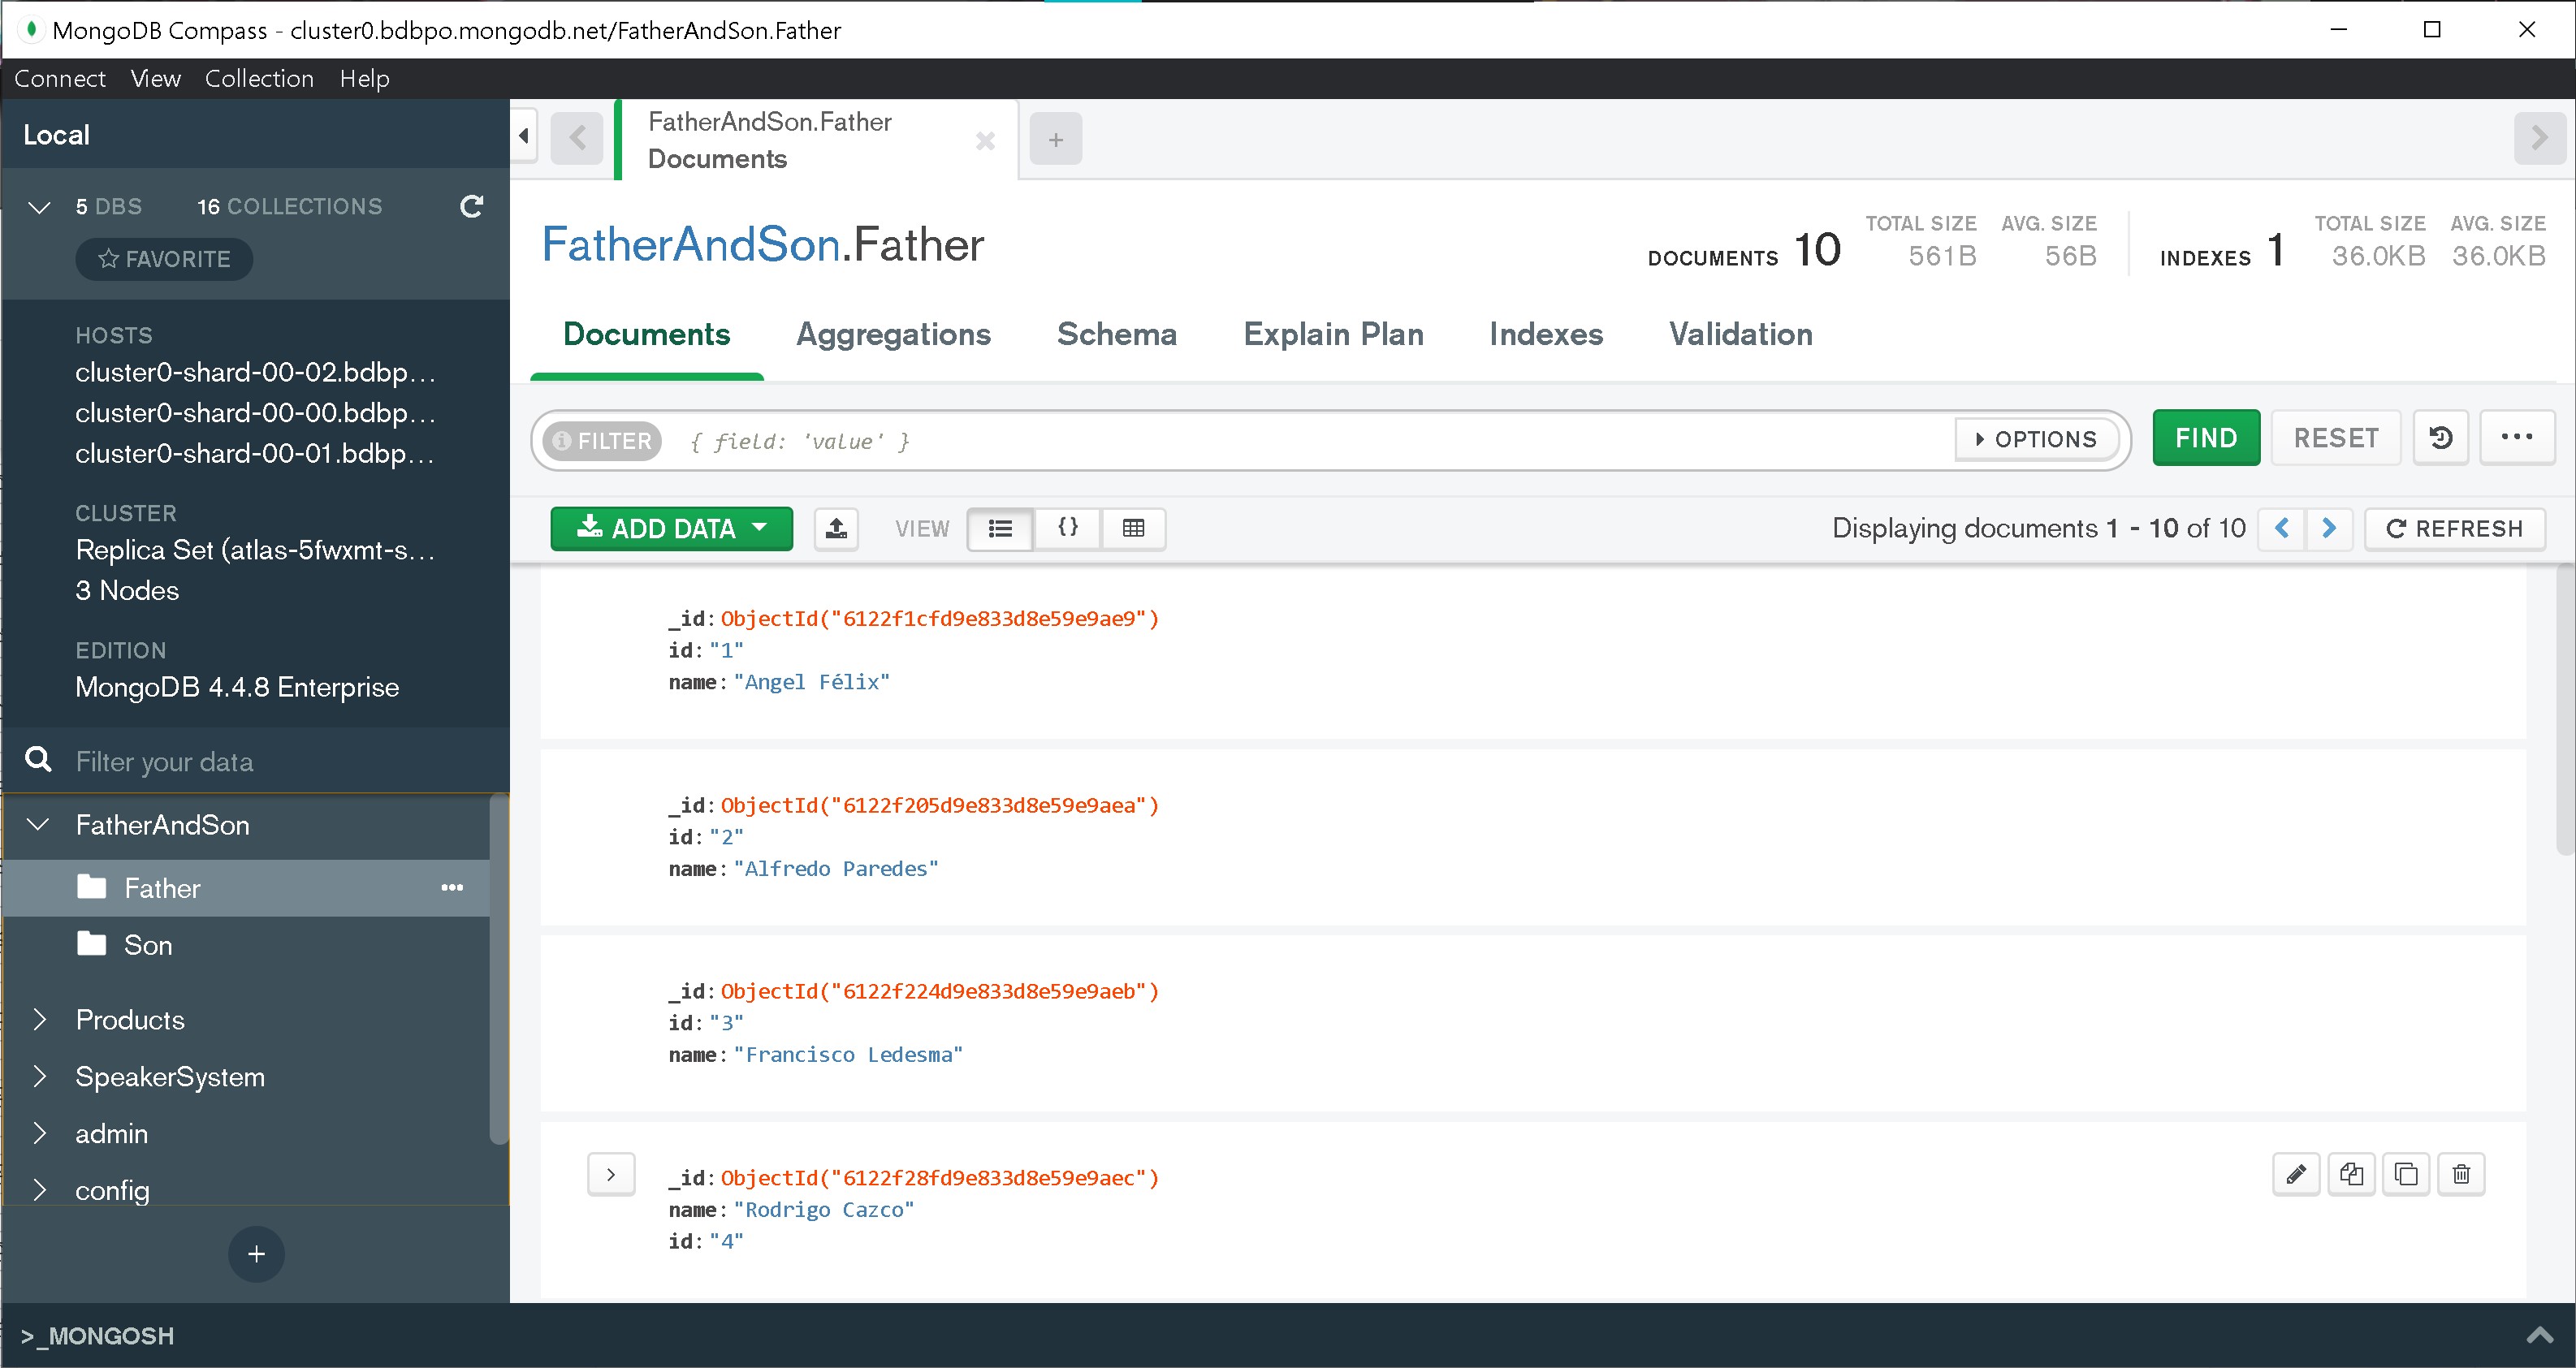 MongoDB Compass - cluster0.bdbpo.mongodb.net/FatherAndSon.Father
Connect View Collection Help
Local
5 DBS 16 COLLECTIONS
FAVORITE
HOSTS
cluster0-shard-00-02.bdbp...
cluster0-shard-00-00.bdbp...
cluster0-shard-00-01.bdbp...
CLUSTER
Replica Set (atlas-5fwxmt-s...
3 Nodes
EDITION
MongoDB 4.4.8 Enterprise
Filter your data
FatherAndSon
Father
Son
Products
SpeakerSystem
admin
config
FatherAndSon.Father
Documents
FatherAndSon.Father
DOCUMENTS 10 TOTAL SIZE 561B AVG. SIZE 56B INDEXES 1 TOTAL SIZE 36.0KB AVG. SIZE 36.0KB
Documents Aggregations Schema Explain Plan Indexes Validation
FILTER { field: 'value' } OPTIONS FIND RESET
ADD DATA VIEW {} Displaying documents 1 - 10 of 10 REFRESH
_id: ObjectId("6122f1cfd9e833d8e59e9ae9")
id: "1"
name: "Angel Félix"
_id: ObjectId("6122f205d9e833d8e59e9aea")
id: "2"
name: "Alfredo Paredes"
_id: ObjectId("6122f224d9e833d8e59e9aeb")
id: "3"
name: "Francisco Ledesma"
_id: ObjectId("6122f28fd9e833d8e59e9aec")
name: "Rodrigo Cazco"
id: "4"
>_MONGOSH